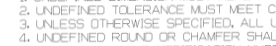 2. UNDEFINED TOLERANCE MUST MEET C
3. UNLESS OTHERWISE SPECIFIED, ALL
4. UNDEFINED ROUND OR CHAMFER SHAL